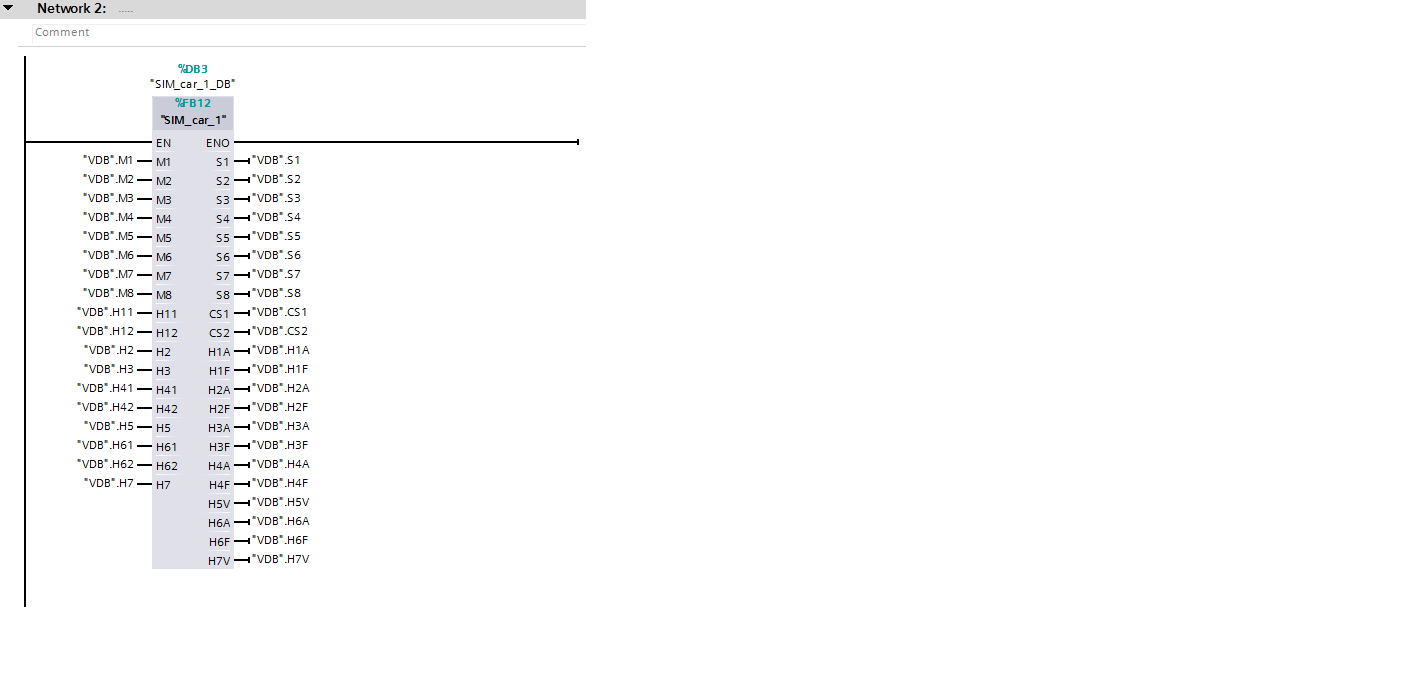 Network 2: .....
Comment
%DB3
"SIM_car_1_DB"
%FB12
"SIM_car_1"
EN ENO
"VDB".M1 M1 S1 "VDB".S1
"VDB".M2 M2 S2 "VDB".S2
"VDB".M3 M3 S3 "VDB".S3
"VDB".M4 M4 S4 "VDB".S4
"VDB".M5 M5 S5 "VDB".S5
"VDB".M6 M6 S6 "VDB".S6
"VDB".M7 M7 S7 "VDB".S7
"VDB".M8 M8 S8 "VDB".S8
"VDB".H11 H11 CS1 "VDB".CS1
"VDB".H12 H12 CS2 "VDB".CS2
"VDB".H2 H2 H1A "VDB".H1A
"VDB".H3 H3 H1F "VDB".H1F
"VDB".H41 H41 H2A "VDB".H2A
"VDB".H42 H42 H2F "VDB".H2F
"VDB".H5 H5 H3A "VDB".H3A
"VDB".H61 H61 H3F "VDB".H3F
"VDB".H62 H62 H4A "VDB".H4A
"VDB".H7 H7 H4F "VDB".H4F
H5V "VDB".H5V
H6A "VDB".H6A
H6F "VDB".H6F
H7V "VDB".H7V